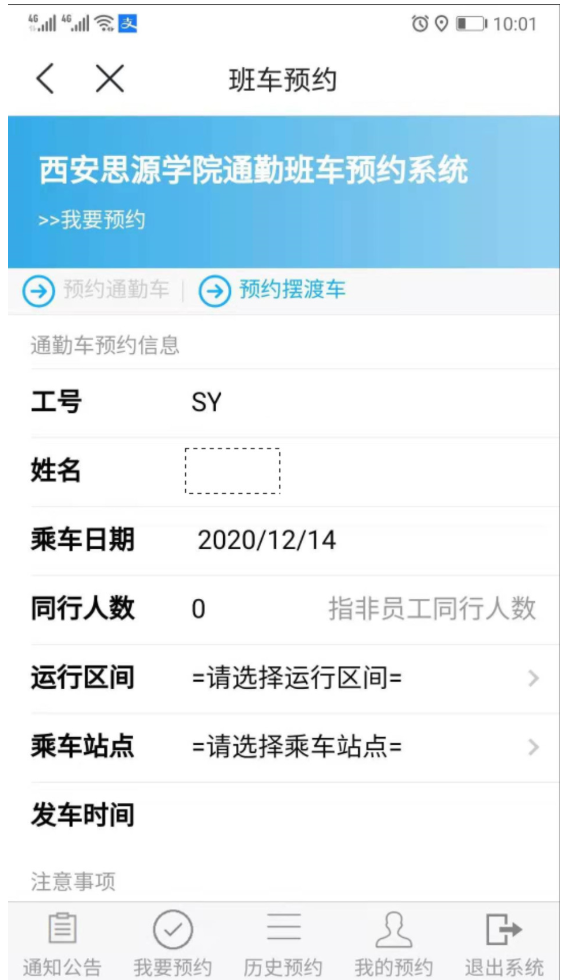 4G 4G 10:01
班车预约
西安思源学院通勤班车预约系统
>>我要预约
预约通勤车 | 预约摆渡车
通勤车预约信息
工号 SY
姓名
乘车日期 2020/12/14
同行人数 0 指非员工同行人数
运行区间 =请选择运行区间=
乘车站点 =请选择乘车站点=
发车时间
注意事项
通知公告 我要预约 历史预约 我的预约 退出系统